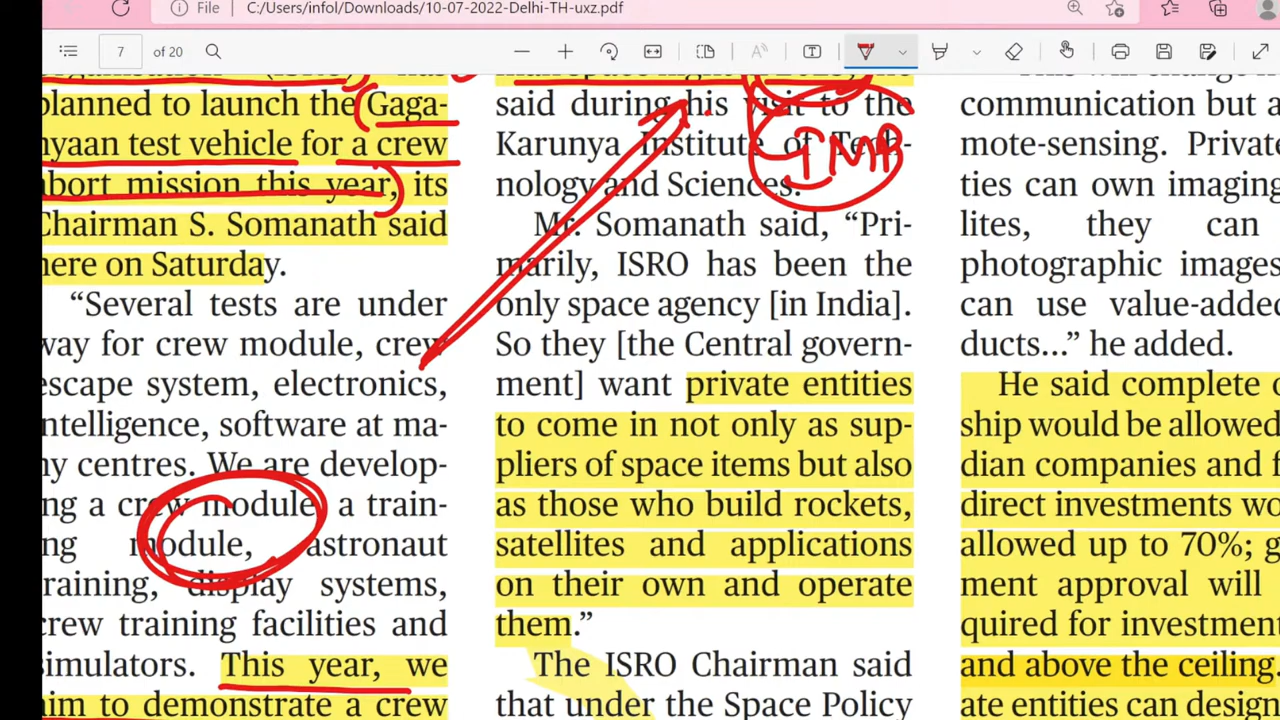 File
C:/Users/infol/Downloads/10-07-2022-Delhi-TH-uxz.pdf
7 of 20
planned to launch the (Gaga-
nyaan test vehicle for a crew
abort mission this year, its
Chairman S. Somanath said
here on Saturday.
“Several tests are under
way for crew module, crew
escape system, electronics,
intelligence, software at ma-
ny centres. We are develop-
ing a crew module, a train-
ing module, astronaut
training, display systems,
crew training facilities and
simulators. This year, we
aim to demonstrate a crew
said during his visit to the
Karunya Institute of Tech-
nology and Sciences.
IMP
Mr. Somanath said, “Pri-
marily, ISRO has been the
only space agency [in India].
So they [the Central govern-
ment] want private entities
to come in not only as sup-
pliers of space items but also
as those who build rockets,
satellites and applications
on their own and operate
them.”
The ISRO Chairman said
that under the Space Policy
This will change
communication but a
mote-sensing. Privat
ties can own imaging
lites, they can
photographic images
can use value-added
ducts...” he added.
He said complete o
ship would be allowed
dian companies and f
direct investments wo
allowed up to 70%; g
ment approval will
quired for investment
and above the ceiling.
ate entities can design